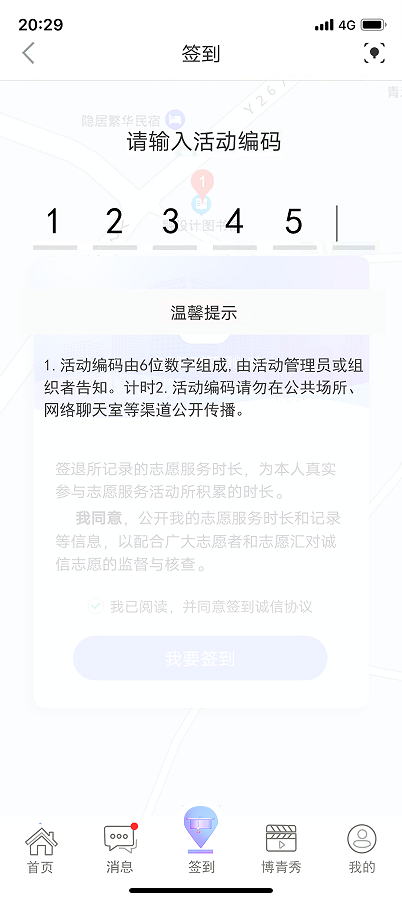 20:29
4G
签到
Y267
青
隐居繁华民宿
请输入活动编码
1
1 2 3 4 5
设计图书
温馨提示
1.活动编码由6位数字组成,由活动管理员或组
织者告知。计时2.活动编码请勿在公共场所、
网络聊天室等渠道公开传播。
签退所记录的志愿服务时长，为本人真实
参与志愿服务活动所积累的时长。
我同意，公开我的志愿服务时长和记录
等信息，以配合广大志愿者和志愿汇对诚
信志愿的监督与核查。
我已阅读，并同意签到诚信协议
我要签到
首页
消息
签到
博青秀
我的